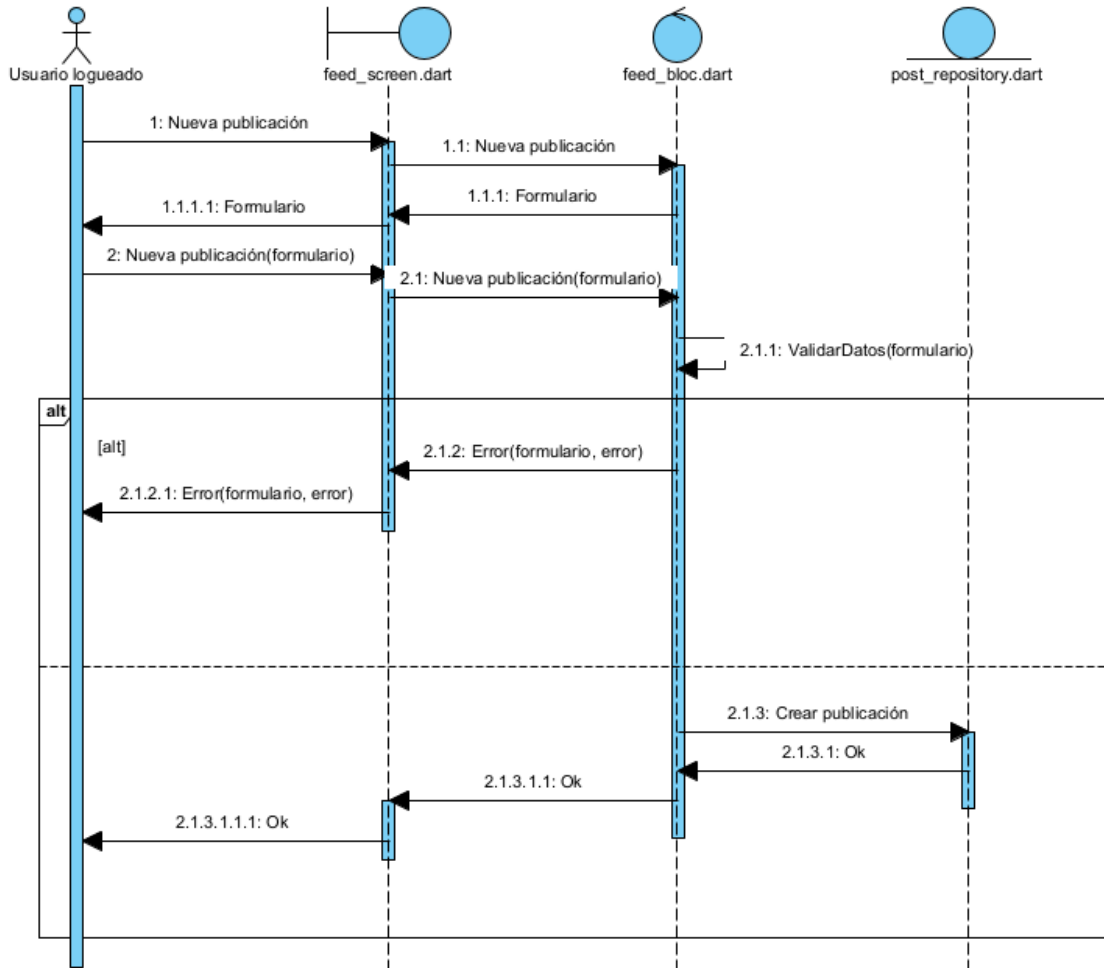 Usuario logueado
feed_screen.dart
feed_bloc.dart
post_repository.dart
1: Nueva publicación
1.1: Nueva publicación
1.1.1: Formulario
1.1.1.1: Formulario
2: Nueva publicación(formulario)
2.1: Nueva publicación(formulario)
2.1.1: ValidarDatos(formulario)
alt
[alt]
2.1.2: Error(formulario, error)
2.1.2.1: Error(formulario, error)
2.1.3: Crear publicación
2.1.3.1: Ok
2.1.3.1.1: Ok
2.1.3.1.1.1: Ok